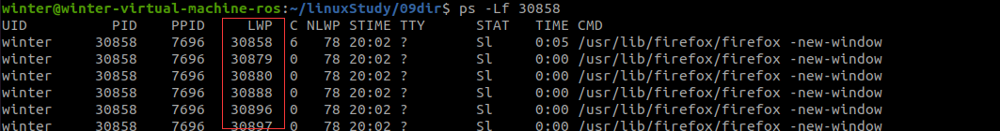 winter@winter-virtual-machine-ros:~/linuxStudy/09dir$ ps -Lf 30858
UID          PID    PPID     LWP  C NLWP STIME TTY      STAT   TIME CMD
winter     30858    7696   30858  6   78 20:02 ?        Sl     0:05 /usr/lib/firefox/firefox -new-window
winter     30858    7696   30879  0   78 20:02 ?        Sl     0:00 /usr/lib/firefox/firefox -new-window
winter     30858    7696   30880  0   78 20:02 ?        Sl     0:00 /usr/lib/firefox/firefox -new-window
winter     30858    7696   30888  0   78 20:02 ?        Sl     0:00 /usr/lib/firefox/firefox -new-window
winter     30858    7696   30896  0   78 20:02 ?        Sl     0:00 /usr/lib/firefox/firefox -new-window
winter     30858    7696   30897  0   78 20:02 ?        Sl     0:00 /usr/lib/firefox/firefox -new-window